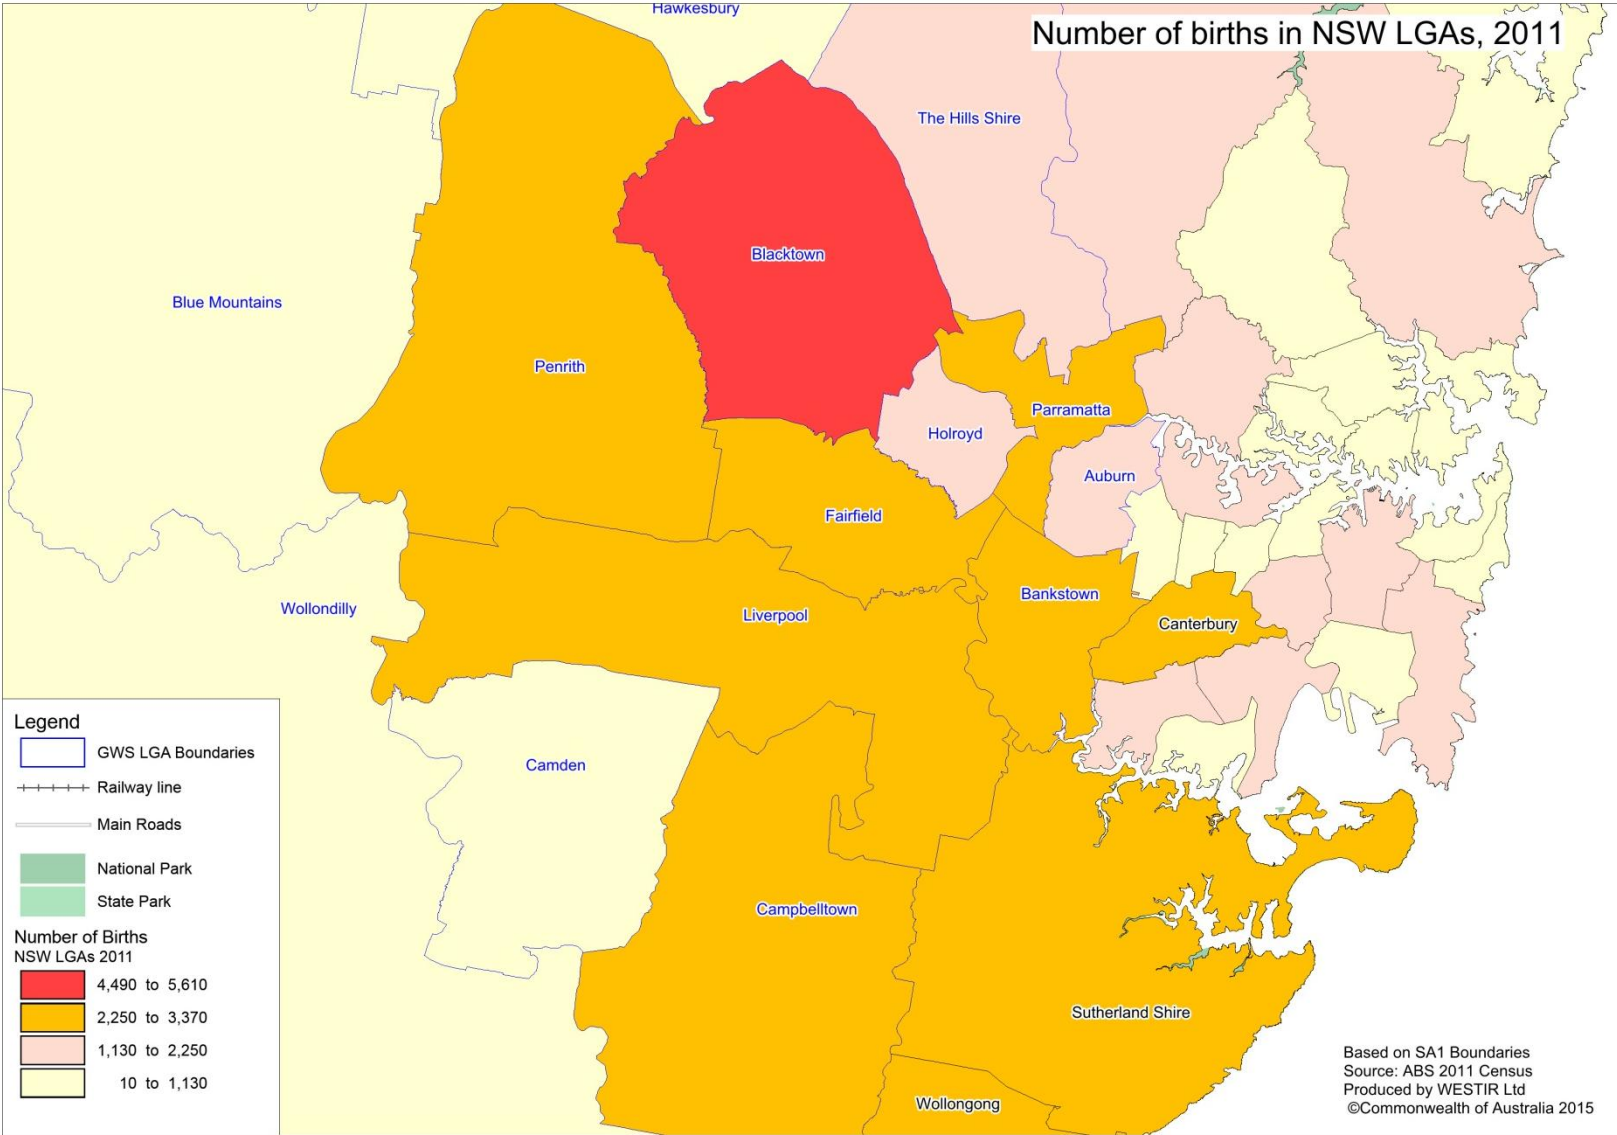 Hawkesbury
Number of births in NSW LGAs, 2011
The Hills Shire
Blacktown
Blue Mountains
Penrith
Parramatta
Holroyd
Auburn
Fairfield
Bankstown
Wollondilly
Liverpool
Canterbury
Camden
Campbelltown
Sutherland Shire
Wollongong
Legend
GWS LGA Boundaries
Railway line
Main Roads
National Park
State Park
Number of Births
NSW LGAs 2011
4,490 to 5,610
2,250 to 3,370
1,130 to 2,250
10 to 1,130
Based on SA1 Boundaries
Source: ABS 2011 Census
Produced by WESTIR Ltd
©Commonwealth of Australia 2015